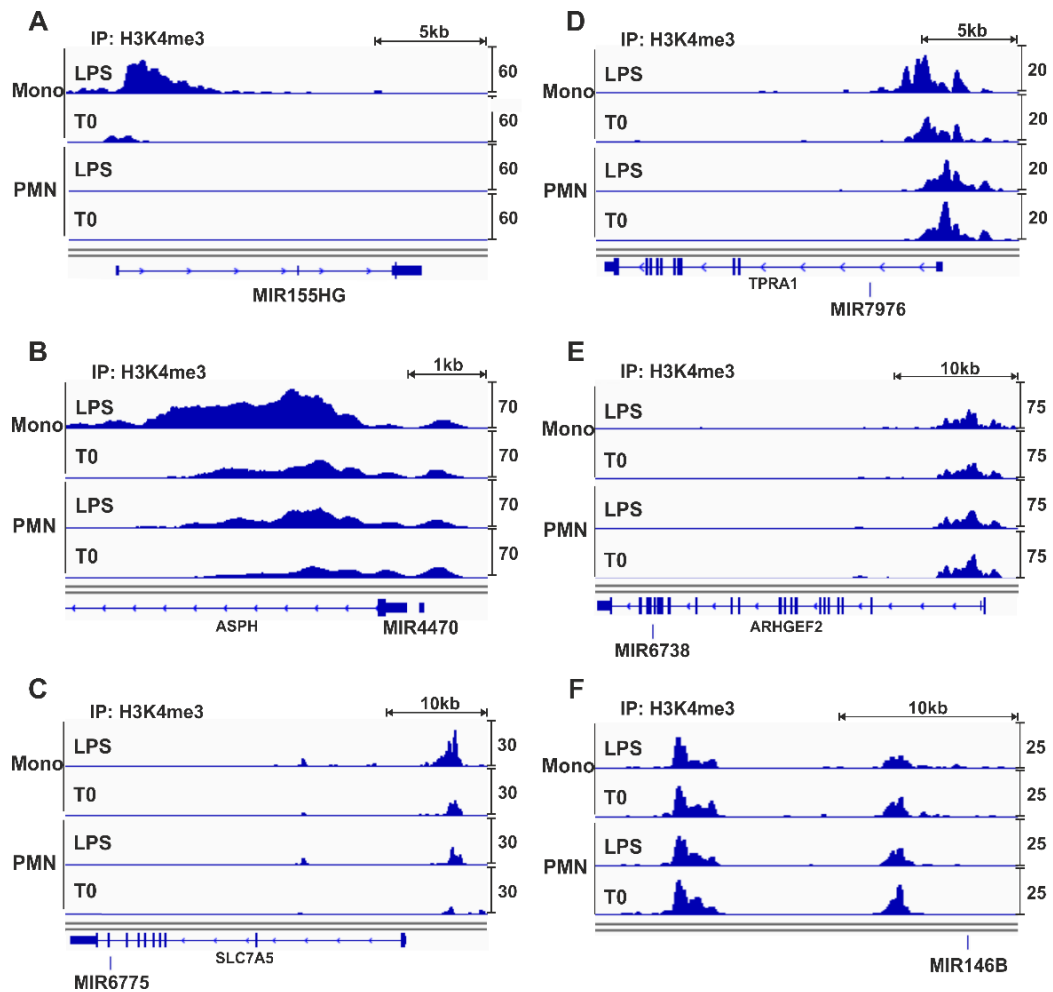 A
IP: H3K4me3
5kb
Mono
LPS
60
T0
60
PMN
LPS
60
T0
60
MIR155HG
B
IP: H3K4me3
1kb
Mono
LPS
70
T0
70
PMN
LPS
70
T0
70
ASPH
MIR4470
C
IP: H3K4me3
10kb
Mono
LPS
30
T0
30
PMN
LPS
30
T0
30
SLC7A5
MIR6775
D
IP: H3K4me3
5kb
Mono
LPS
20
T0
20
PMN
LPS
20
T0
20
TPRA1
MIR7976
E
IP: H3K4me3
10kb
Mono
LPS
75
T0
75
PMN
LPS
75
T0
75
ARHGEF2
MIR6738
F
IP: H3K4me3
10kb
Mono
LPS
25
T0
25
PMN
LPS
25
T0
25
MIR146B